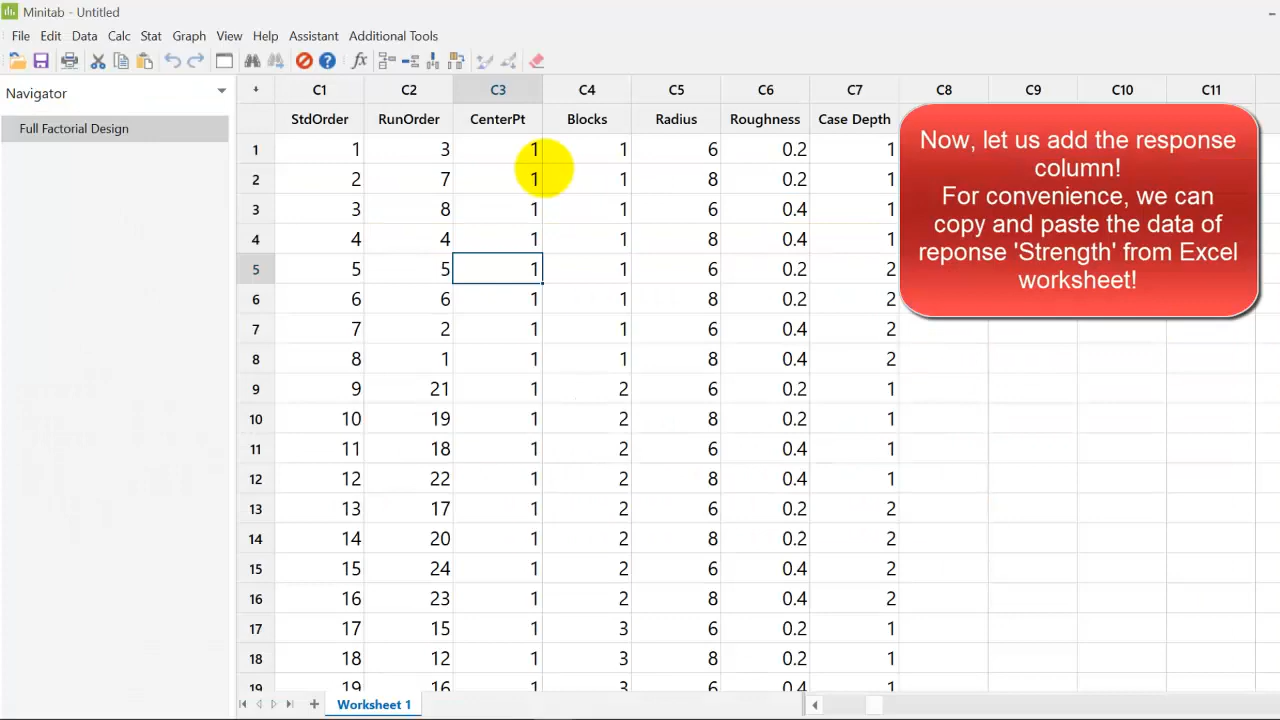 Minitab - Untitled
File Edit Data Calc Stat Graph View Help Assistant Additional Tools
Navigator
Full Factorial Design
C1 C2 C3 C4 C5 C6 C7 C8 C9 C10 C11
StdOrder RunOrder CenterPt Blocks Radius Roughness Case Depth
1 1 3 1 1 6 0.2 1
2 2 7 1 1 8 0.2 1
3 3 8 1 1 6 0.4 1
4 4 4 1 1 8 0.4 1
5 5 5 1 1 6 0.2 2
6 6 6 1 1 8 0.2 2
7 7 2 1 1 6 0.4 2
8 8 1 1 1 8 0.4 2
9 9 21 1 2 6 0.2 1
10 10 19 1 2 8 0.2 1
11 11 18 1 2 6 0.4 1
12 12 22 1 2 8 0.4 1
13 13 17 1 2 6 0.2 2
14 14 20 1 2 8 0.2 2
15 15 24 1 2 6 0.4 2
16 16 23 1 2 8 0.4 2
17 17 15 1 3 6 0.2 1
18 18 12 1 3 8 0.2 1
19 19 16 1 3 6 0.4 1
Now, let us add the response
column!
For convenience, we can
copy and paste the data of
reponse 'Strength' from Excel
worksheet!
Worksheet 1